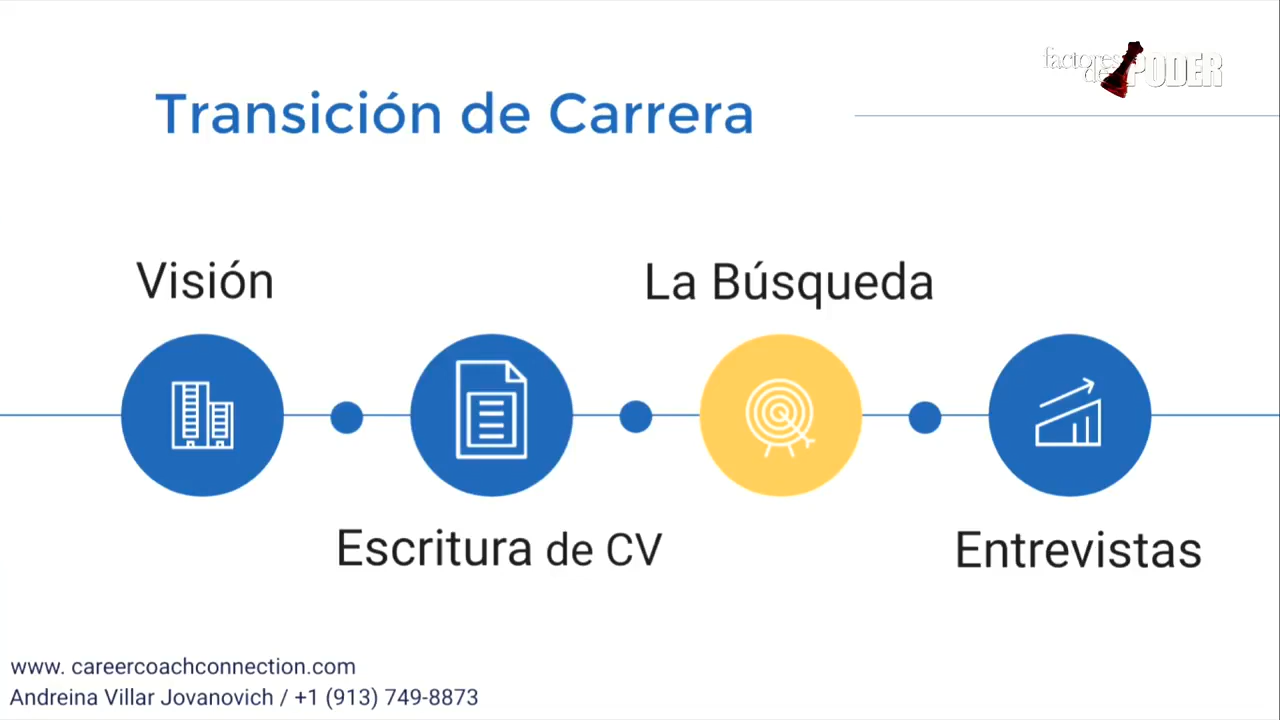 factores
de PODER
Transición de Carrera
Visión
La Búsqueda
Escritura de CV
Entrevistas
www. careercoachconnection.com
Andreina Villar Jovanovich / +1 (913) 749-8873